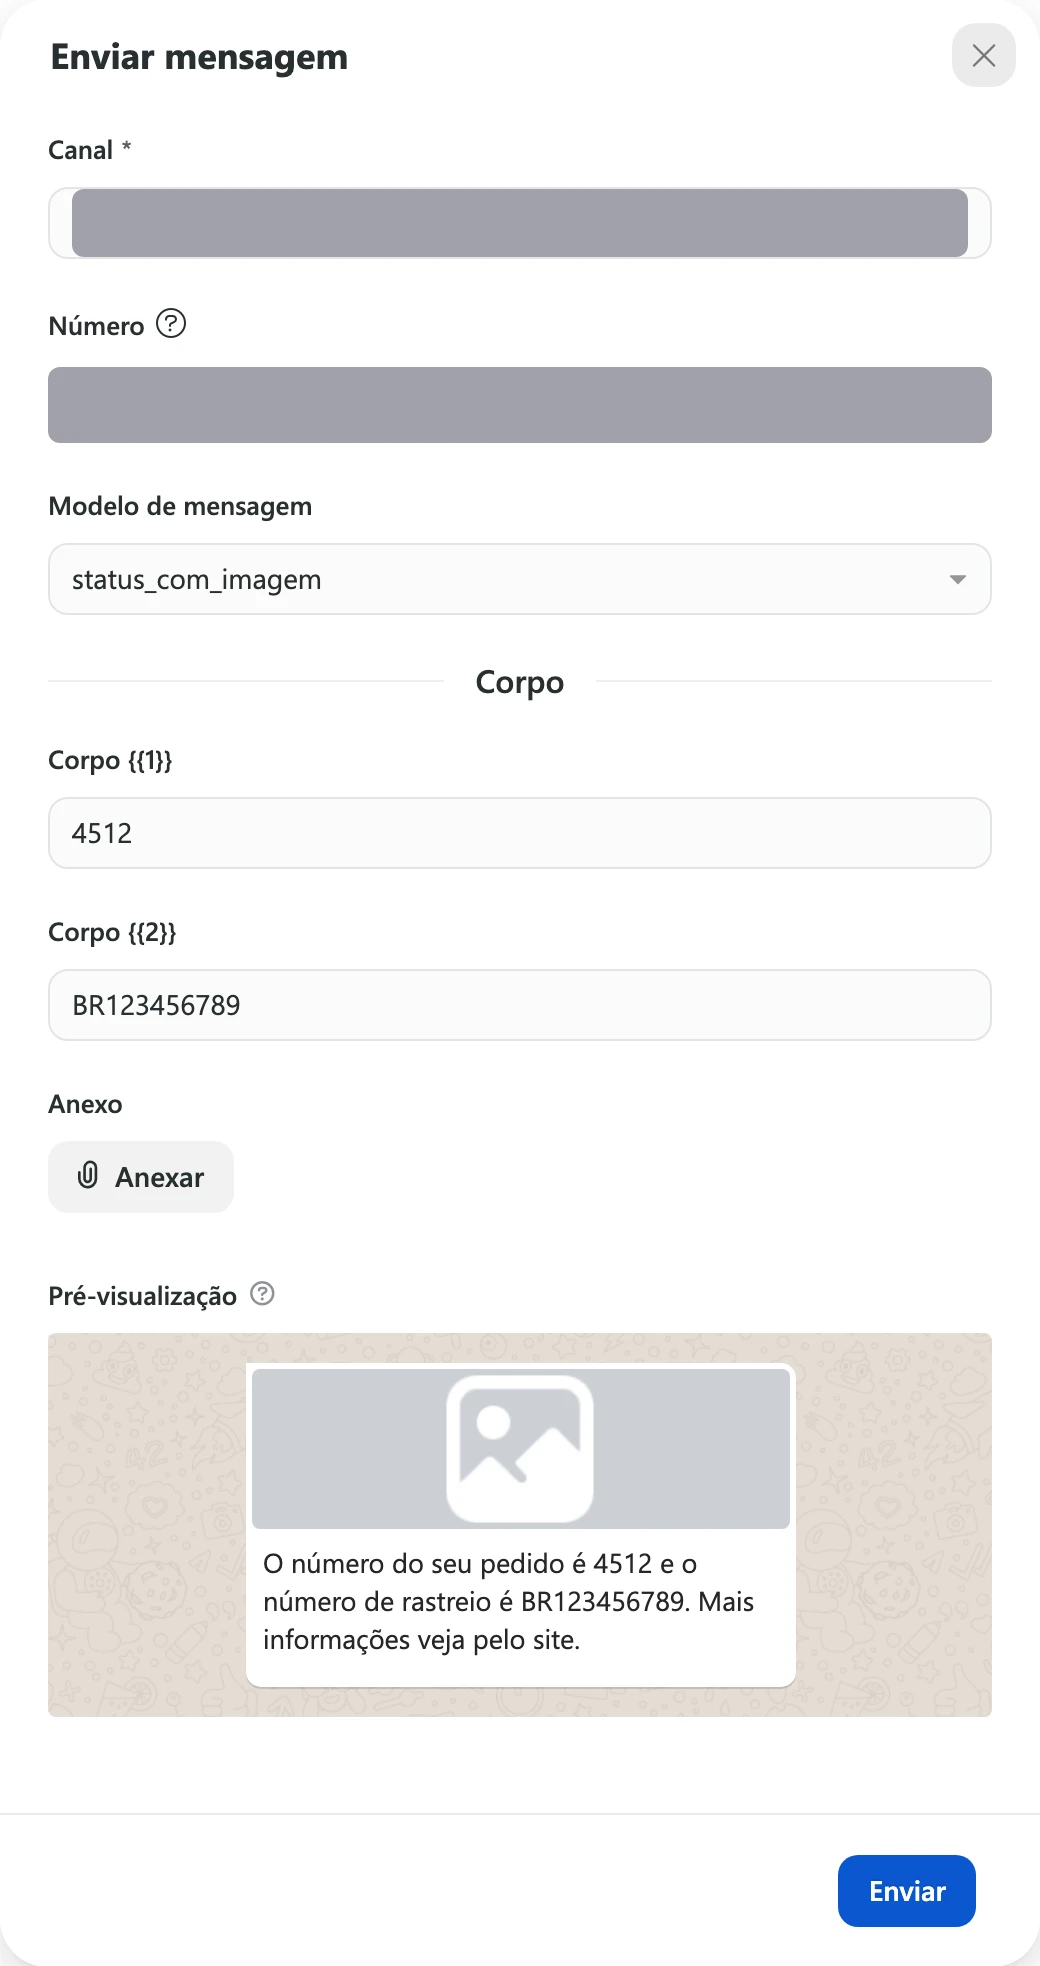 Enviar mensagem
Canal *
Número ?
Modelo de mensagem
status_com_imagem
Corpo
Corpo {{1}}
4512
Corpo {{2}}
BR123456789
Anexo
Anexar
Pré-visualização ?
O número do seu pedido é 4512 e o
número de rastreio é BR123456789. Mais
informações veja pelo site.
Enviar